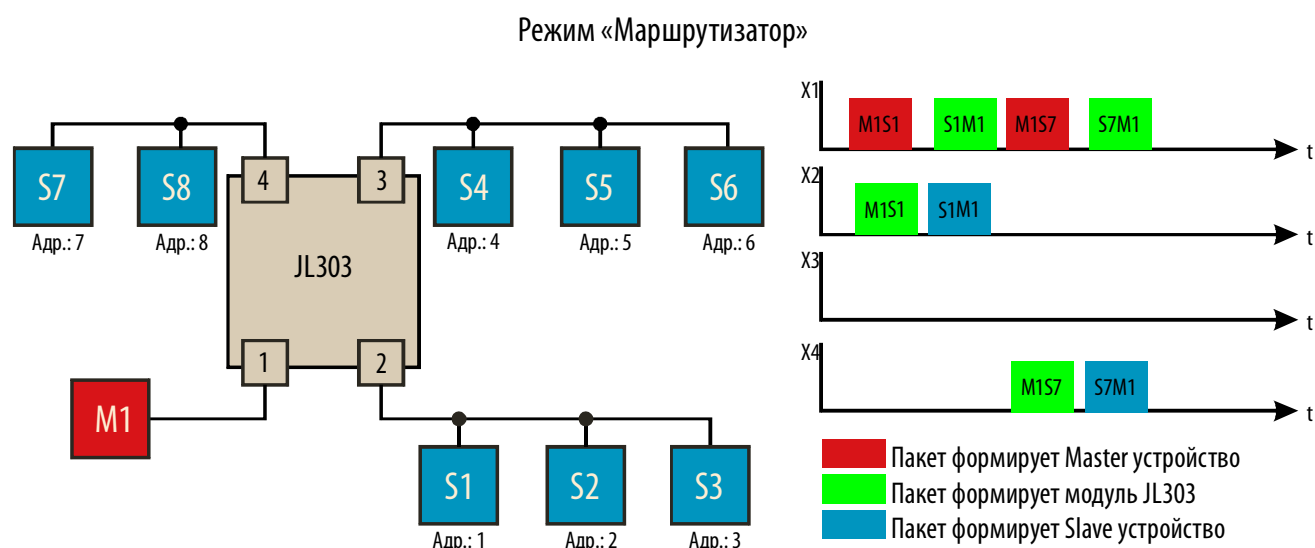 Режим «Маршрутизатор»
S7
S8
4
3
S4
S5
S6
Адр.: 7
Адр.: 8
Адр.: 4
Адр.: 5
Адр.: 6
JL303
1
2
M1
S1
S2
S3
Адр.: 1
Адр.: 2
Адр.: 3
X1
M1S1
S1M1
M1S7
S7M1
t
X2
M1S1
S1M1
t
X3
t
X4
M1S7
S7M1
t
Пакет формирует Master устройство
Пакет формирует модуль JL303
Пакет формирует Slave устройство